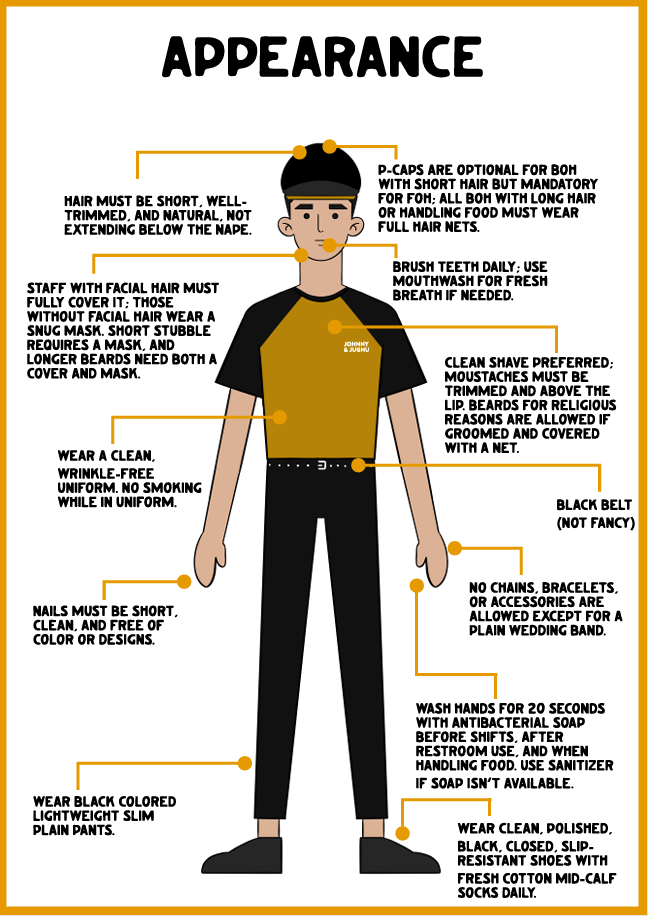 APPEARANCE
HAIR MUST BE SHORT, WELL-
TRIMMED, AND NATURAL, NOT
EXTENDING BELOW THE NAPE.
P-CAPS ARE OPTIONAL FOR BOH
WITH SHORT HAIR BUT MANDATORY
FOR FOH; ALL BOH WITH LONG HAIR
OR HANDLING FOOD MUST WEAR
FULL HAIR NETS.
BRUSH TEETH DAILY; USE
MOUTHWASH FOR FRESH
BREATH IF NEEDED.
STAFF WITH FACIAL HAIR MUST
FULLY COVER IT; THOSE
WITHOUT FACIAL HAIR WEAR A
SNUG MASK. SHORT STUBBLE
REQUIRES A MASK, AND
LONGER BEARDS NEED BOTH A
COVER AND MASK.
JOHNNY
& JUGNU
CLEAN SHAVE PREFERRED;
MOUSTACHES MUST BE
TRIMMED AND ABOVE THE
LIP. BEARDS FOR RELIGIOUS
REASONS ARE ALLOWED IF
GROOMED AND COVERED
WITH A NET.
WEAR A CLEAN,
WRINKLE-FREE
UNIFORM. NO SMOKING
WHILE IN UNIFORM.
BLACK BELT
(NOT FANCY)
NO CHAINS, BRACELETS,
OR ACCESSORIES ARE
ALLOWED EXCEPT FOR A
PLAIN WEDDING BAND.
NAILS MUST BE SHORT,
CLEAN, AND FREE OF
COLOR OR DESIGNS.
WASH HANDS FOR 20 SECONDS
WITH ANTIBACTERIAL SOAP
BEFORE SHIFTS, AFTER
RESTROOM USE, AND WHEN
HANDLING FOOD. USE SANITIZER
IF SOAP ISN'T AVAILABLE.
WEAR BLACK COLORED
LIGHTWEIGHT SLIM
PLAIN PANTS.
WEAR CLEAN, POLISHED,
BLACK, CLOSED, SLIP-
RESISTANT SHOES WITH
FRESH COTTON MID-CALF
SOCKS DAILY.